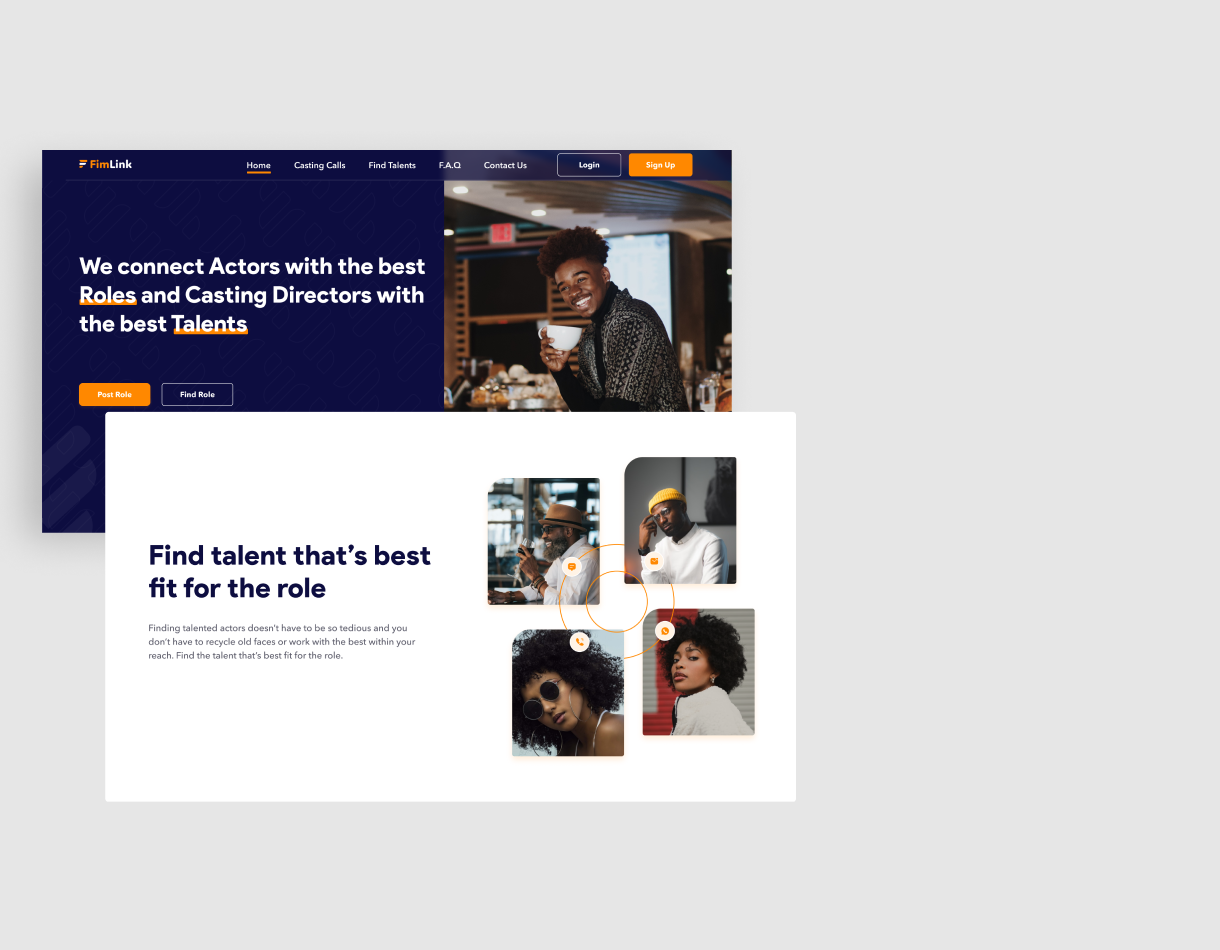 FimLink
Home Casting Calls Find Talents F.A.Q Contact Us Login Sign Up
We connect Actors with the best
Roles and Casting Directors with
the best Talents
Post Role Find Role
Find talent that’s best
fit for the role
Finding talented actors doesn’t have to be so tedious and you
don’t have to recycle old faces or work with the best within your
reach. Find the talent that’s best fit for the role.